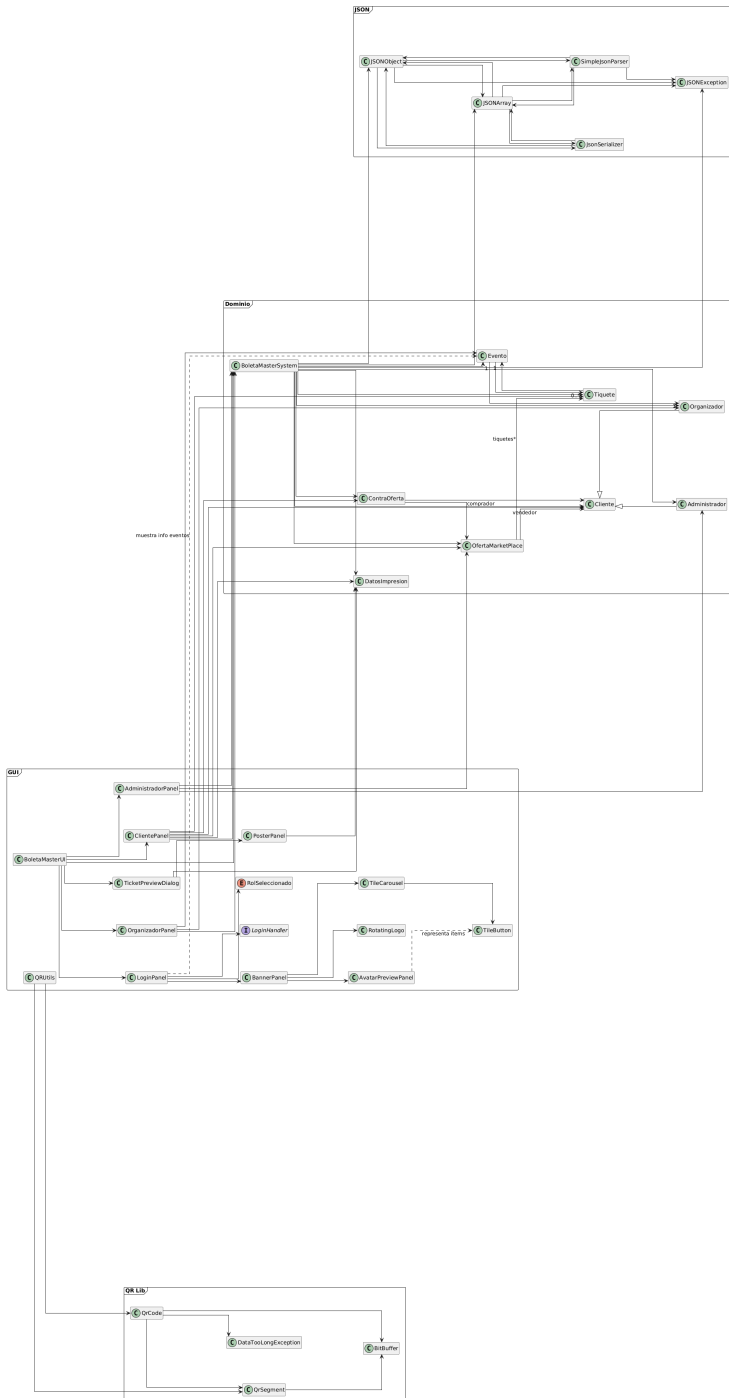 JSON
C JSONObject
C SimpleJsonParser
C JSONException
C JSONArray
C JsonSerializer
Dominio
C Evento
C BoletaMasterSystem
C Tiquete
C Organizador
tiquetes*
C ContraOferta
comprador
C Cliente
C Administrador
vendedor
muestra info eventos
C OfertaMarketPlace
C DatosImpresion
GUI
C AdministradorPanel
C ClientePanel
C PosterPanel
C BoletaMasterUI
C TicketPreviewDialog
E RolSeleccionado
C TileCarousel
C OrganizadorPanel
I LoginHandler
C RotatingLogo
C TileButton
representa items
C QRUtils
C LoginPanel
C BannerPanel
C AvatarPreviewPanel
QR Lib
C QrCode
C DataTooLongException
C BitBuffer
C QrSegment